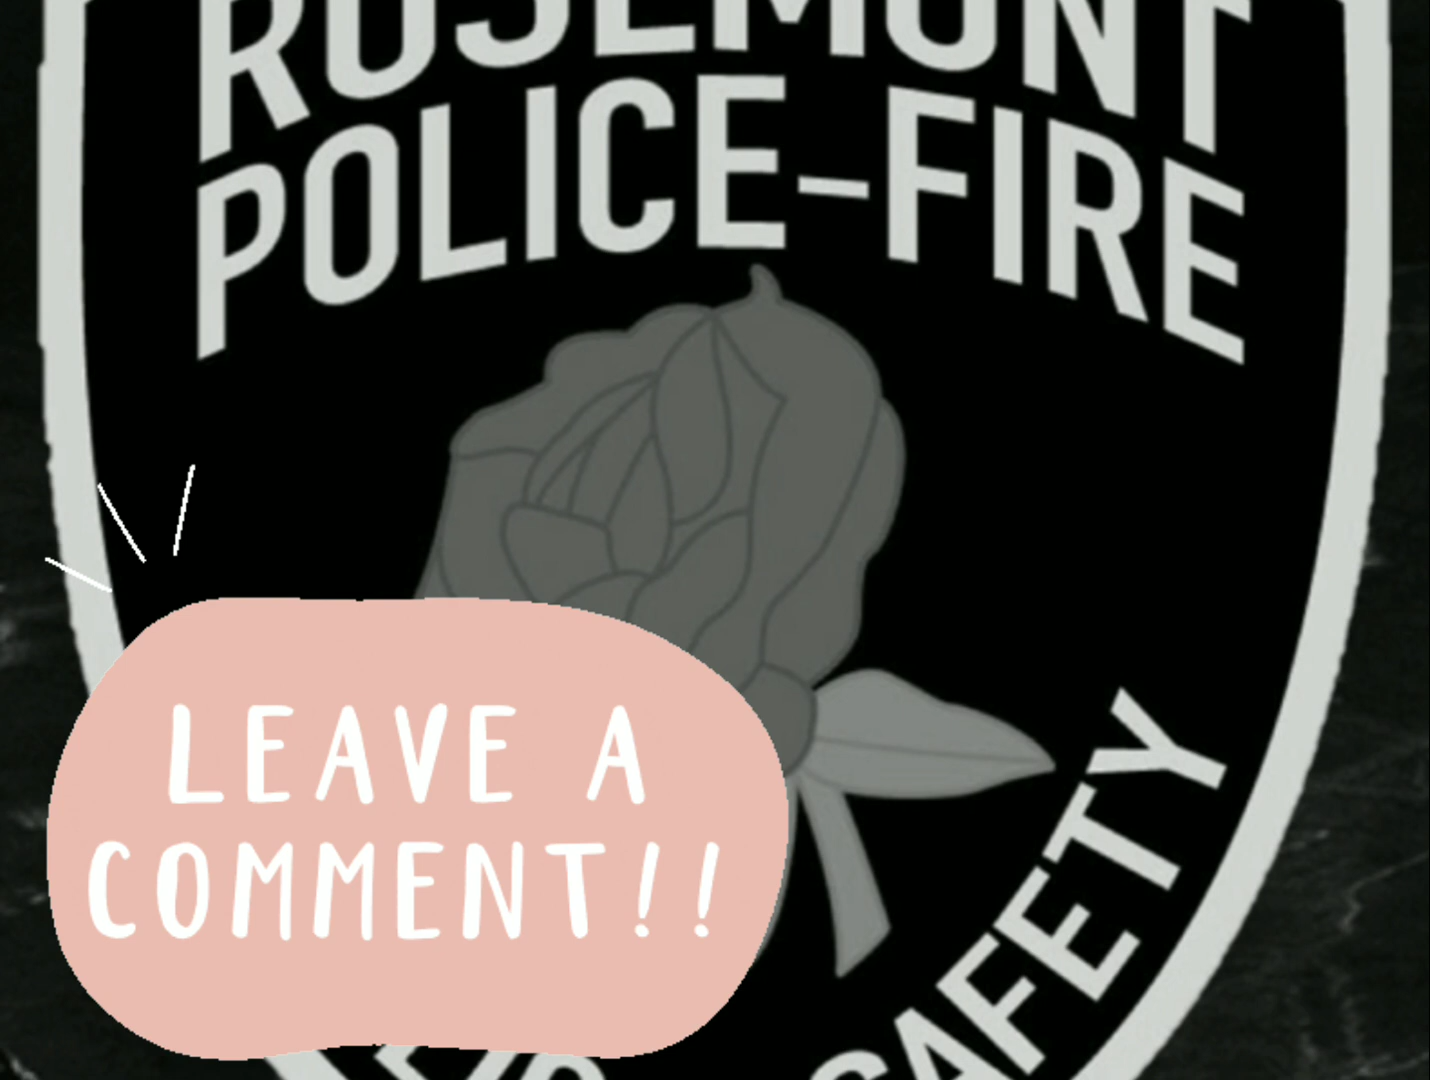 ROSEMONT
POLICE-FIRE
SAFETY
LEAVE A
COMMENT!!